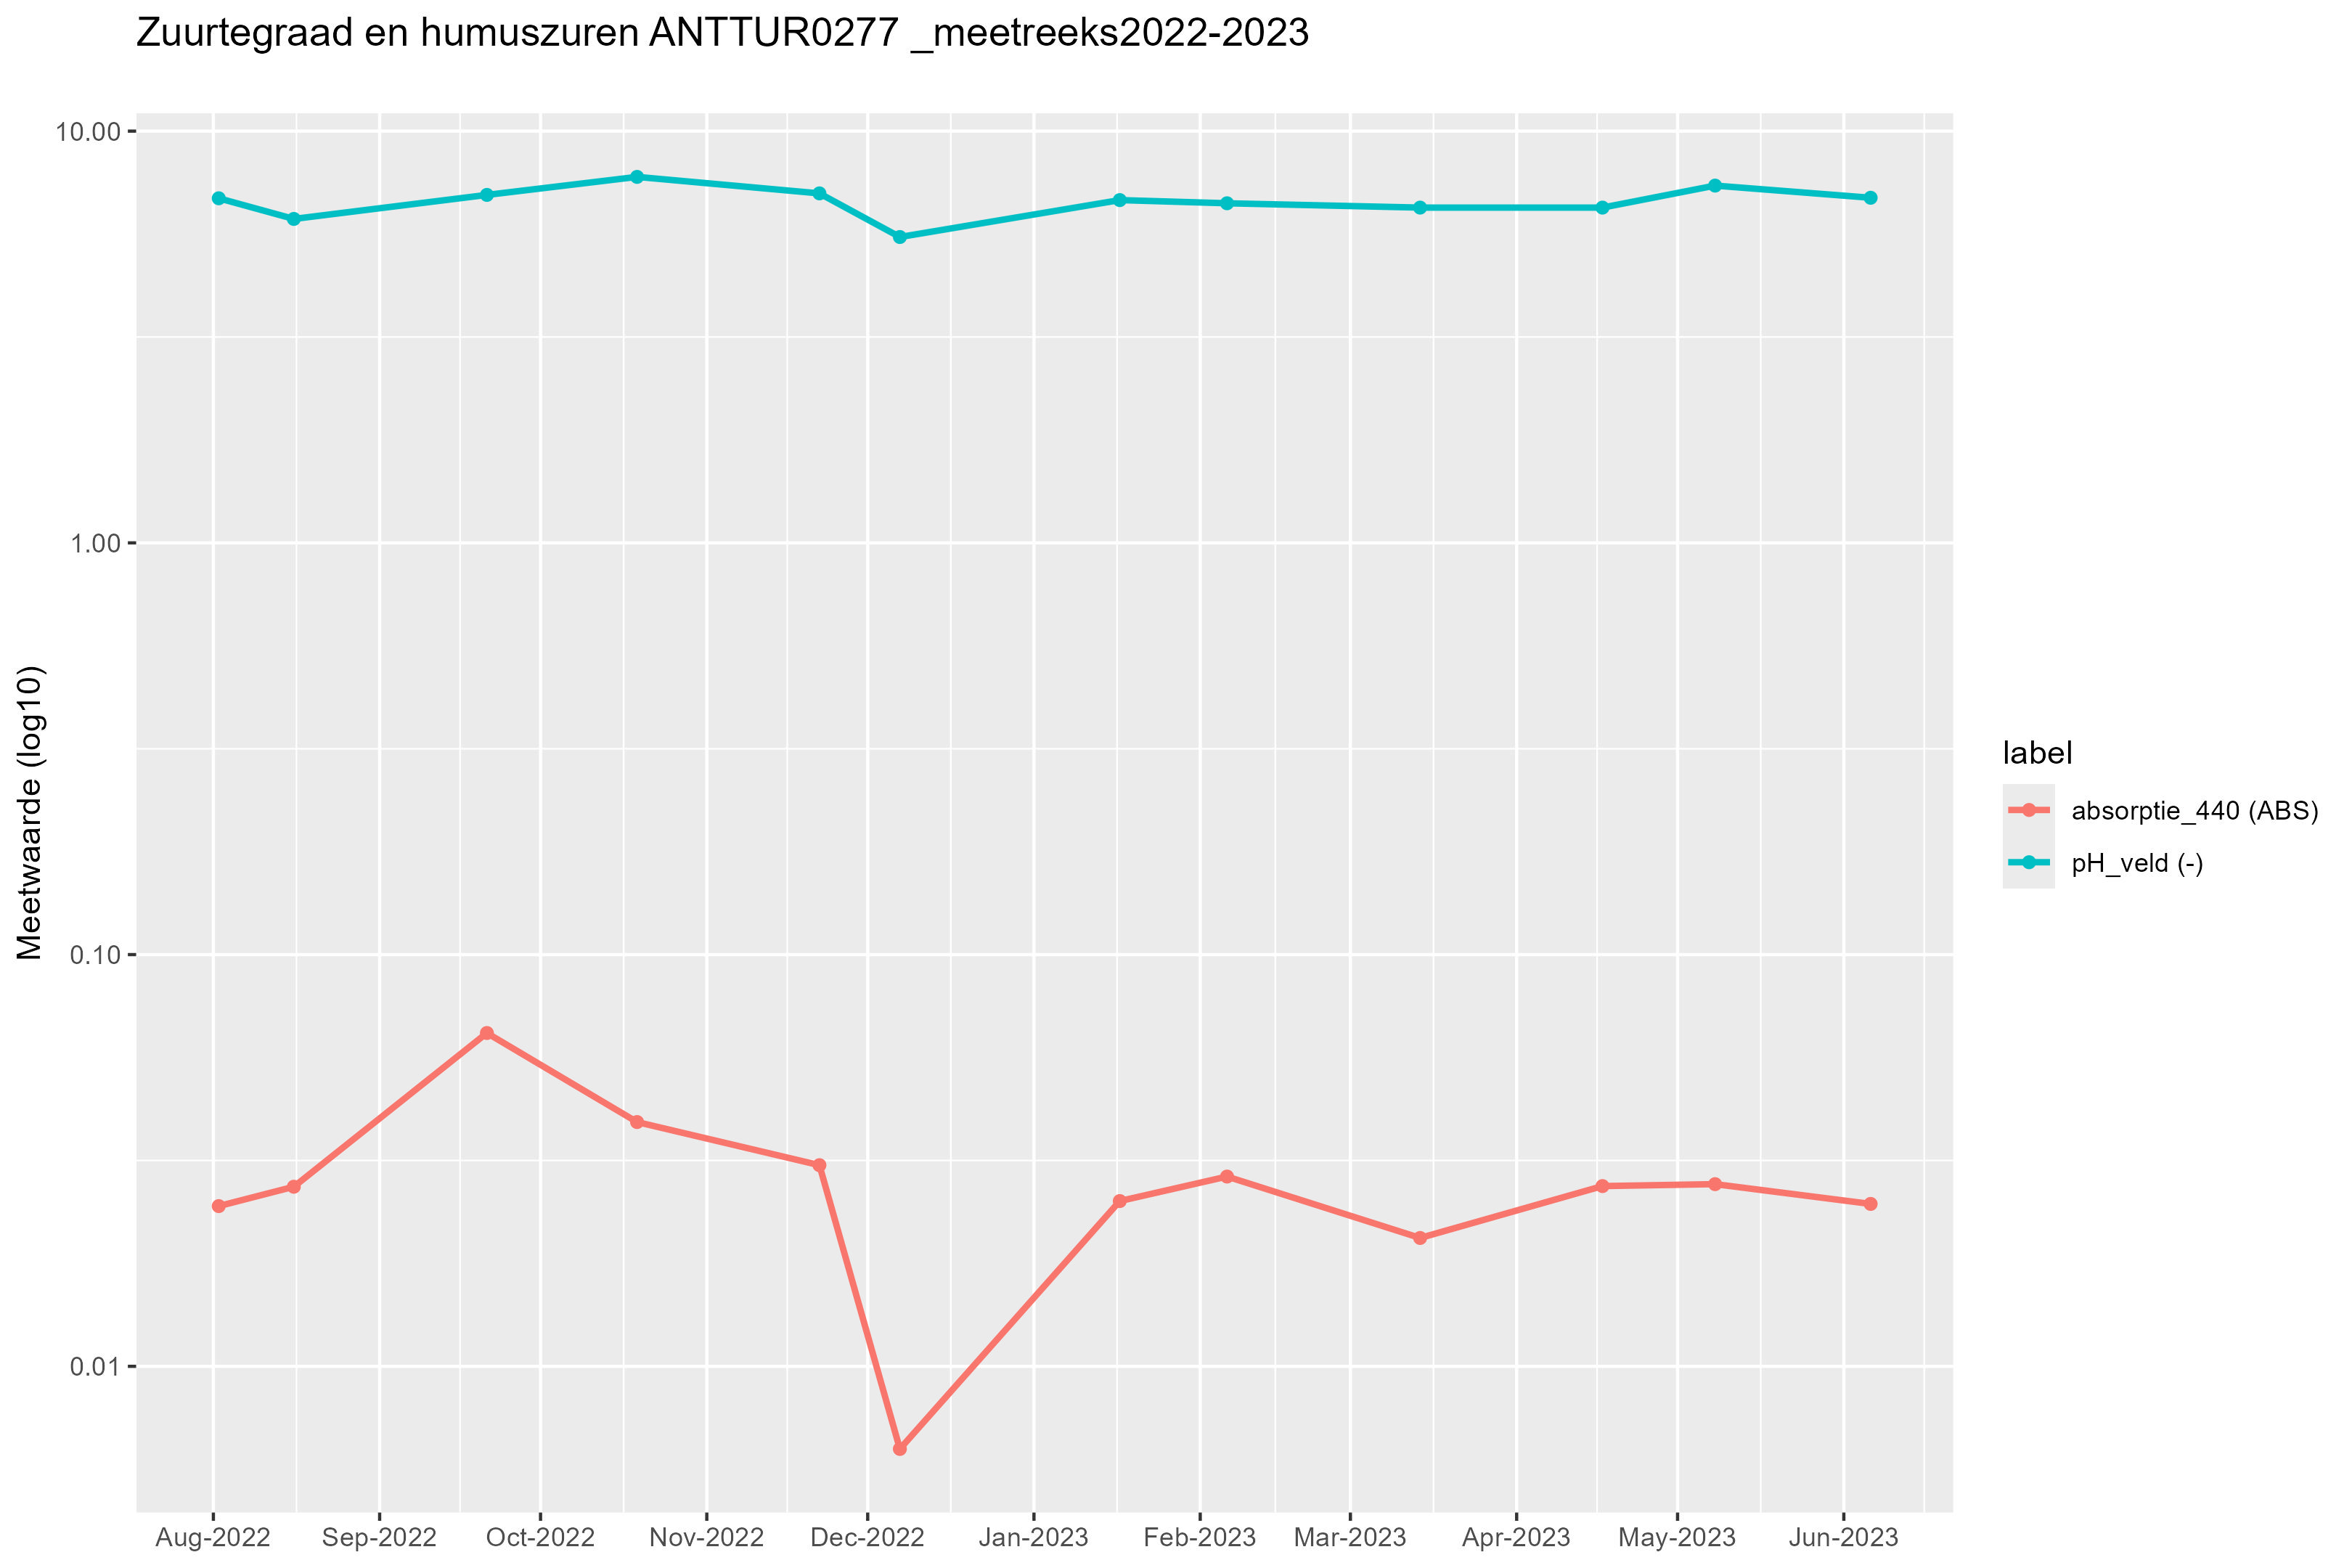 Zuurtegraad en humuszuren ANTTUR0277 _meetreeks2022-2023
10.00
1.00
0.10
0.01
Meetwaarde (log10)
Aug-2022 Sep-2022 Oct-2022 Nov-2022 Dec-2022 Jan-2023 Feb-2023 Mar-2023 Apr-2023 May-2023 Jun-2023
label
absorptie_440 (ABS)
pH_veld (-)